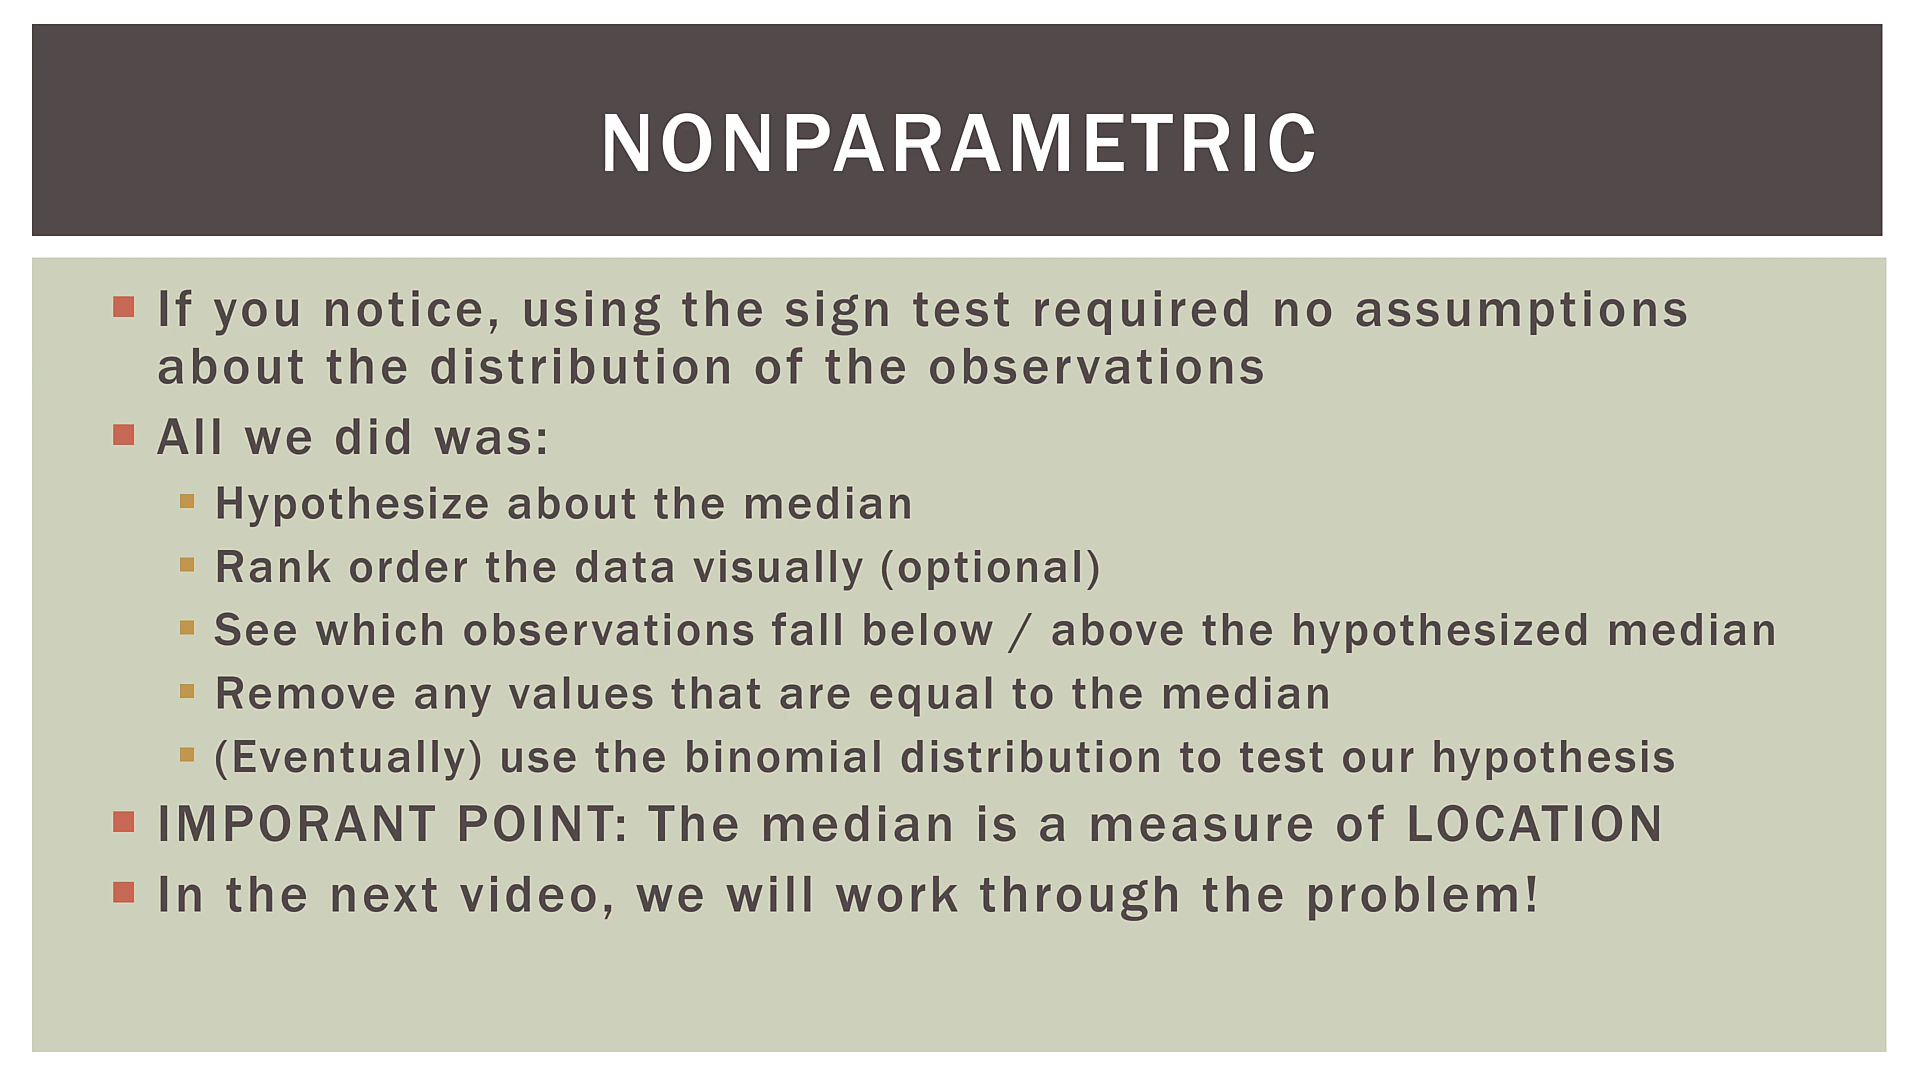 NONPARAMETRIC
If you notice, using the sign test required no assumptions
about the distribution of the observations
All we did was:
Hypothesize about the median
Rank order the data visually (optional)
See which observations fall below / above the hypothesized median
Remove any values that are equal to the median
(Eventually) use the binomial distribution to test our hypothesis
IMPORANT POINT: The median is a measure of LOCATION
In the next video, we will work through the problem!